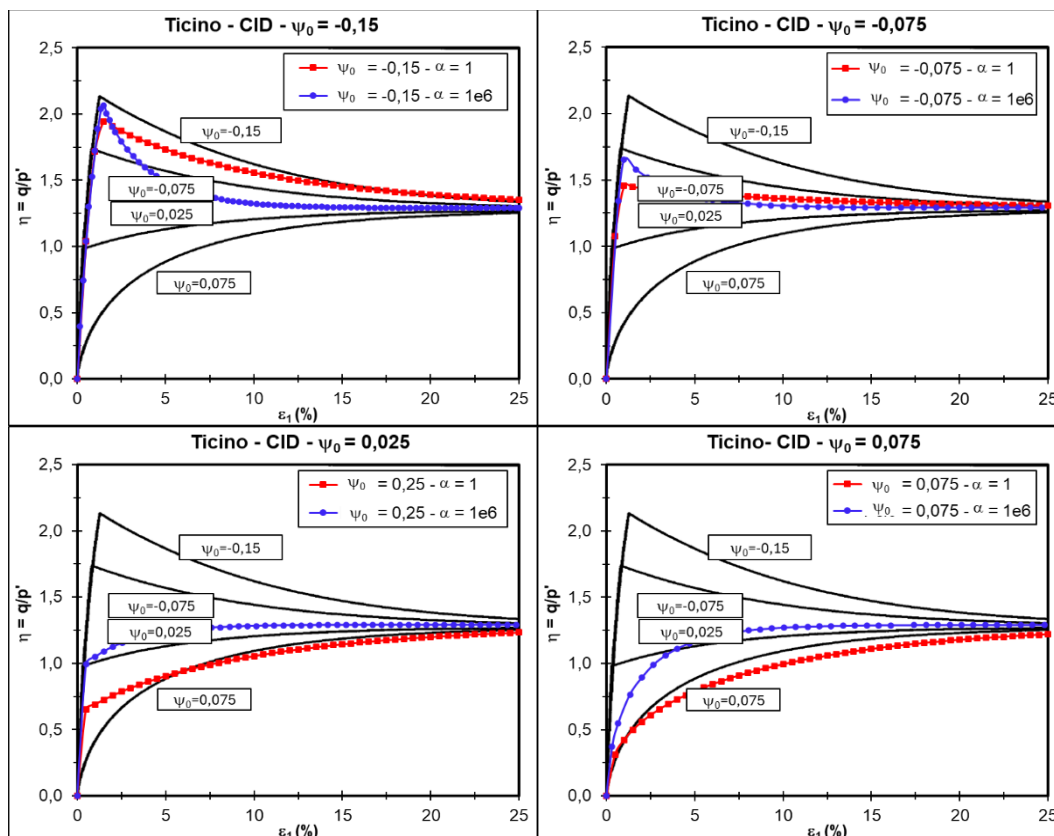 Ticino - CID - ψ₀ = -0,15
2,5
2,0
1,5
1,0
0,5
0,0
η = q/p'
ψ₀ = -0,15 - α = 1
ψ₀ = -0,15 - α = 1e6
ψ₀=-0,15
ψ₀=-0,075
ψ₀=0,025
ψ₀=0,075
0 5 10 15 20 25
ε₁ (%)
Ticino - CID - ψ₀ = -0,075
2,5
2,0
1,5
1,0
0,5
0,0
η = q/p'
ψ₀ = -0,075 - α = 1
ψ₀ = -0,075 - α = 1e6
ψ₀=-0,15
ψ₀=-0,075
ψ₀=0,025
ψ₀=0,075
0 5 10 15 20 25
ε₁ (%)
Ticino - CID - ψ₀ = 0,025
2,5
2,0
1,5
1,0
0,5
0,0
η = q/p'
ψ₀ = 0,25 - α = 1
ψ₀ = 0,25 - α = 1e6
ψ₀=-0,15
ψ₀=-0,075
ψ₀=0,025
ψ₀=0,075
0 5 10 15 20 25
ε₁ (%)
Ticino- CID - ψ₀ = 0,075
2,5
2,0
1,5
1,0
0,5
0,0
η = q/p'
ψ₀ = 0,075 - α = 1
ψ₀ = 0,075 - α = 1e6
ψ₀=-0,15
ψ₀=-0,075
ψ₀=0,025
ψ₀=0,075
0 5 10 15 20 25
ε₁ (%)